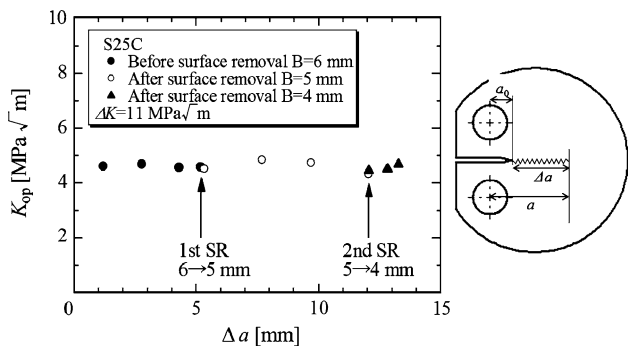 S25C
● Before surface removal B=6 mm
○ After surface removal B=5 mm
▲ After surface removal B=4 mm
ΔK=11 MPa√m
K_op [MPa√m]
10
8
6
4
2
0
0
5
10
15
1st SR
6→5 mm
2nd SR
5→4 mm
Δa [mm]
a₀
Δa
a